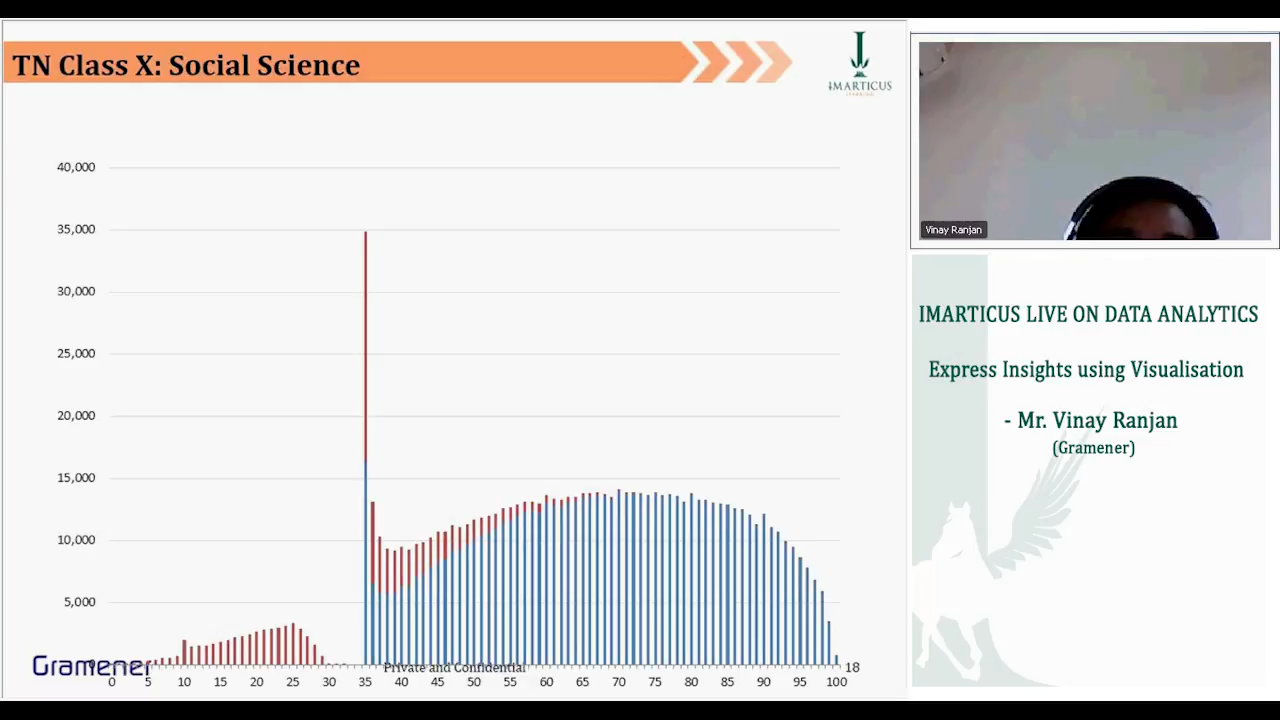 TN Class X: Social Science
IMARTICUS
LEARNING
40,000
35,000
30,000
25,000
20,000
15,000
10,000
5,000
0
0 5 10 15 20 25 30 35 40 45 50 55 60 65 70 75 80 85 90 95 100
Gramener
Private and Confidential
18
Vinay Ranjan
IMARTICUS LIVE ON DATA ANALYTICS
Express Insights using Visualisation
- Mr. Vinay Ranjan
(Gramener)